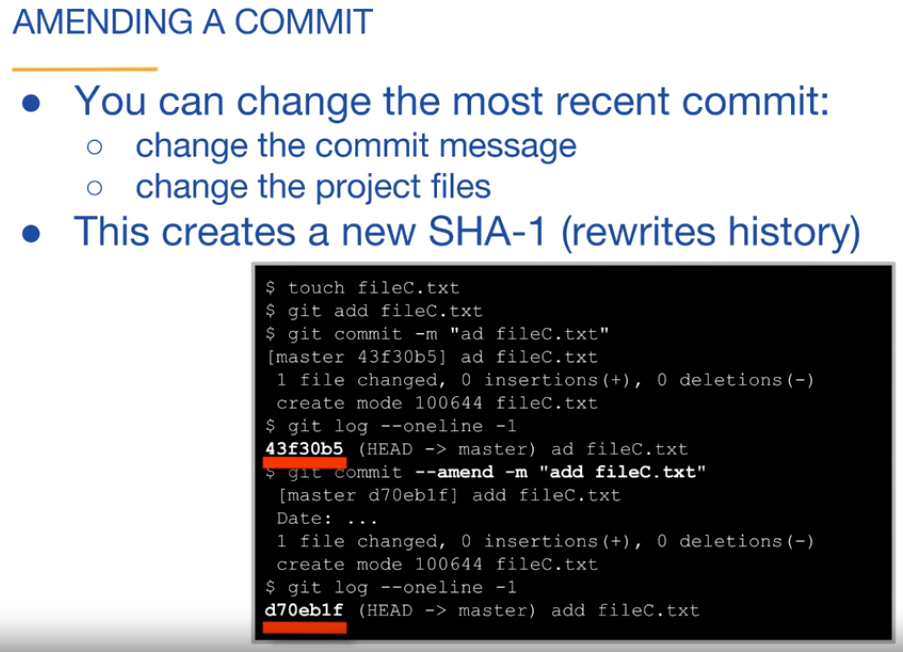 AMENDING A COMMIT
● You can change the most recent commit:
○ change the commit message
○ change the project files
● This creates a new SHA-1 (rewrites history)
$ touch fileC.txt
$ git add fileC.txt
$ git commit -m "ad fileC.txt"
[master 43f30b5] ad fileC.txt
1 file changed, 0 insertions(+), 0 deletions(-)
create mode 100644 fileC.txt
$ git log --oneline -1
43f30b5 (HEAD -> master) ad fileC.txt
$ git commit --amend -m "add fileC.txt"
[master d70eb1f] add fileC.txt
Date: ...
1 file changed, 0 insertions(+), 0 deletions(-)
create mode 100644 fileC.txt
$ git log --oneline -1
d70eb1f (HEAD -> master) add fileC.txt